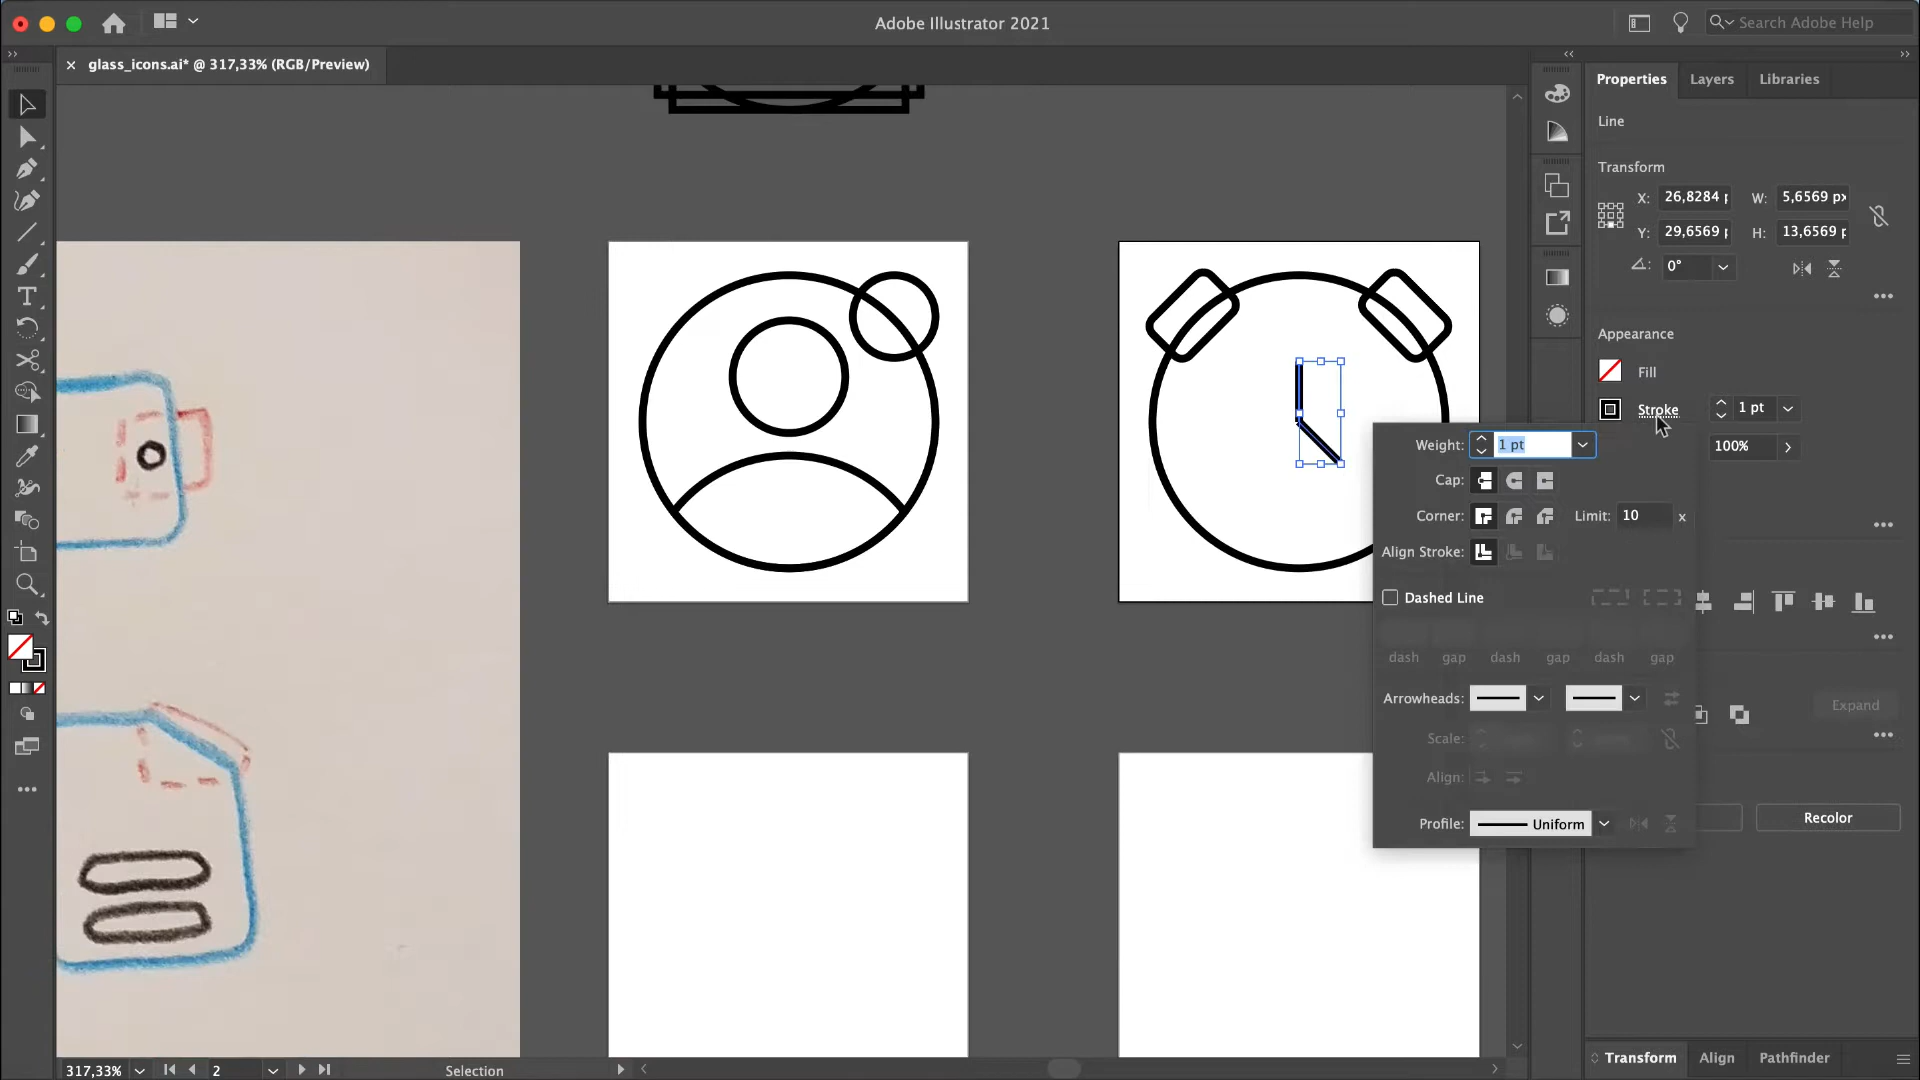 Adobe Illustrator 2021
Search Adobe Help
glass_icons.ai* @ 317,33% (RGB/Preview)
Properties
Layers
Libraries
Line
Transform
X:
26,8284
W:
5,6569 px
Y:
29,6569
H:
13,6569
0°
Appearance
Fill
Stroke
1 pt
100%
Weight:
1 pt
Cap:
Corner:
Limit:
10
x
Align Stroke:
Dashed Line
dash
gap
dash
gap
dash
gap
Arrowheads:
Scale:
Align:
Expand
Profile:
Uniform
Recolor
317,33%
2
Selection
Transform
Align
Pathfinder